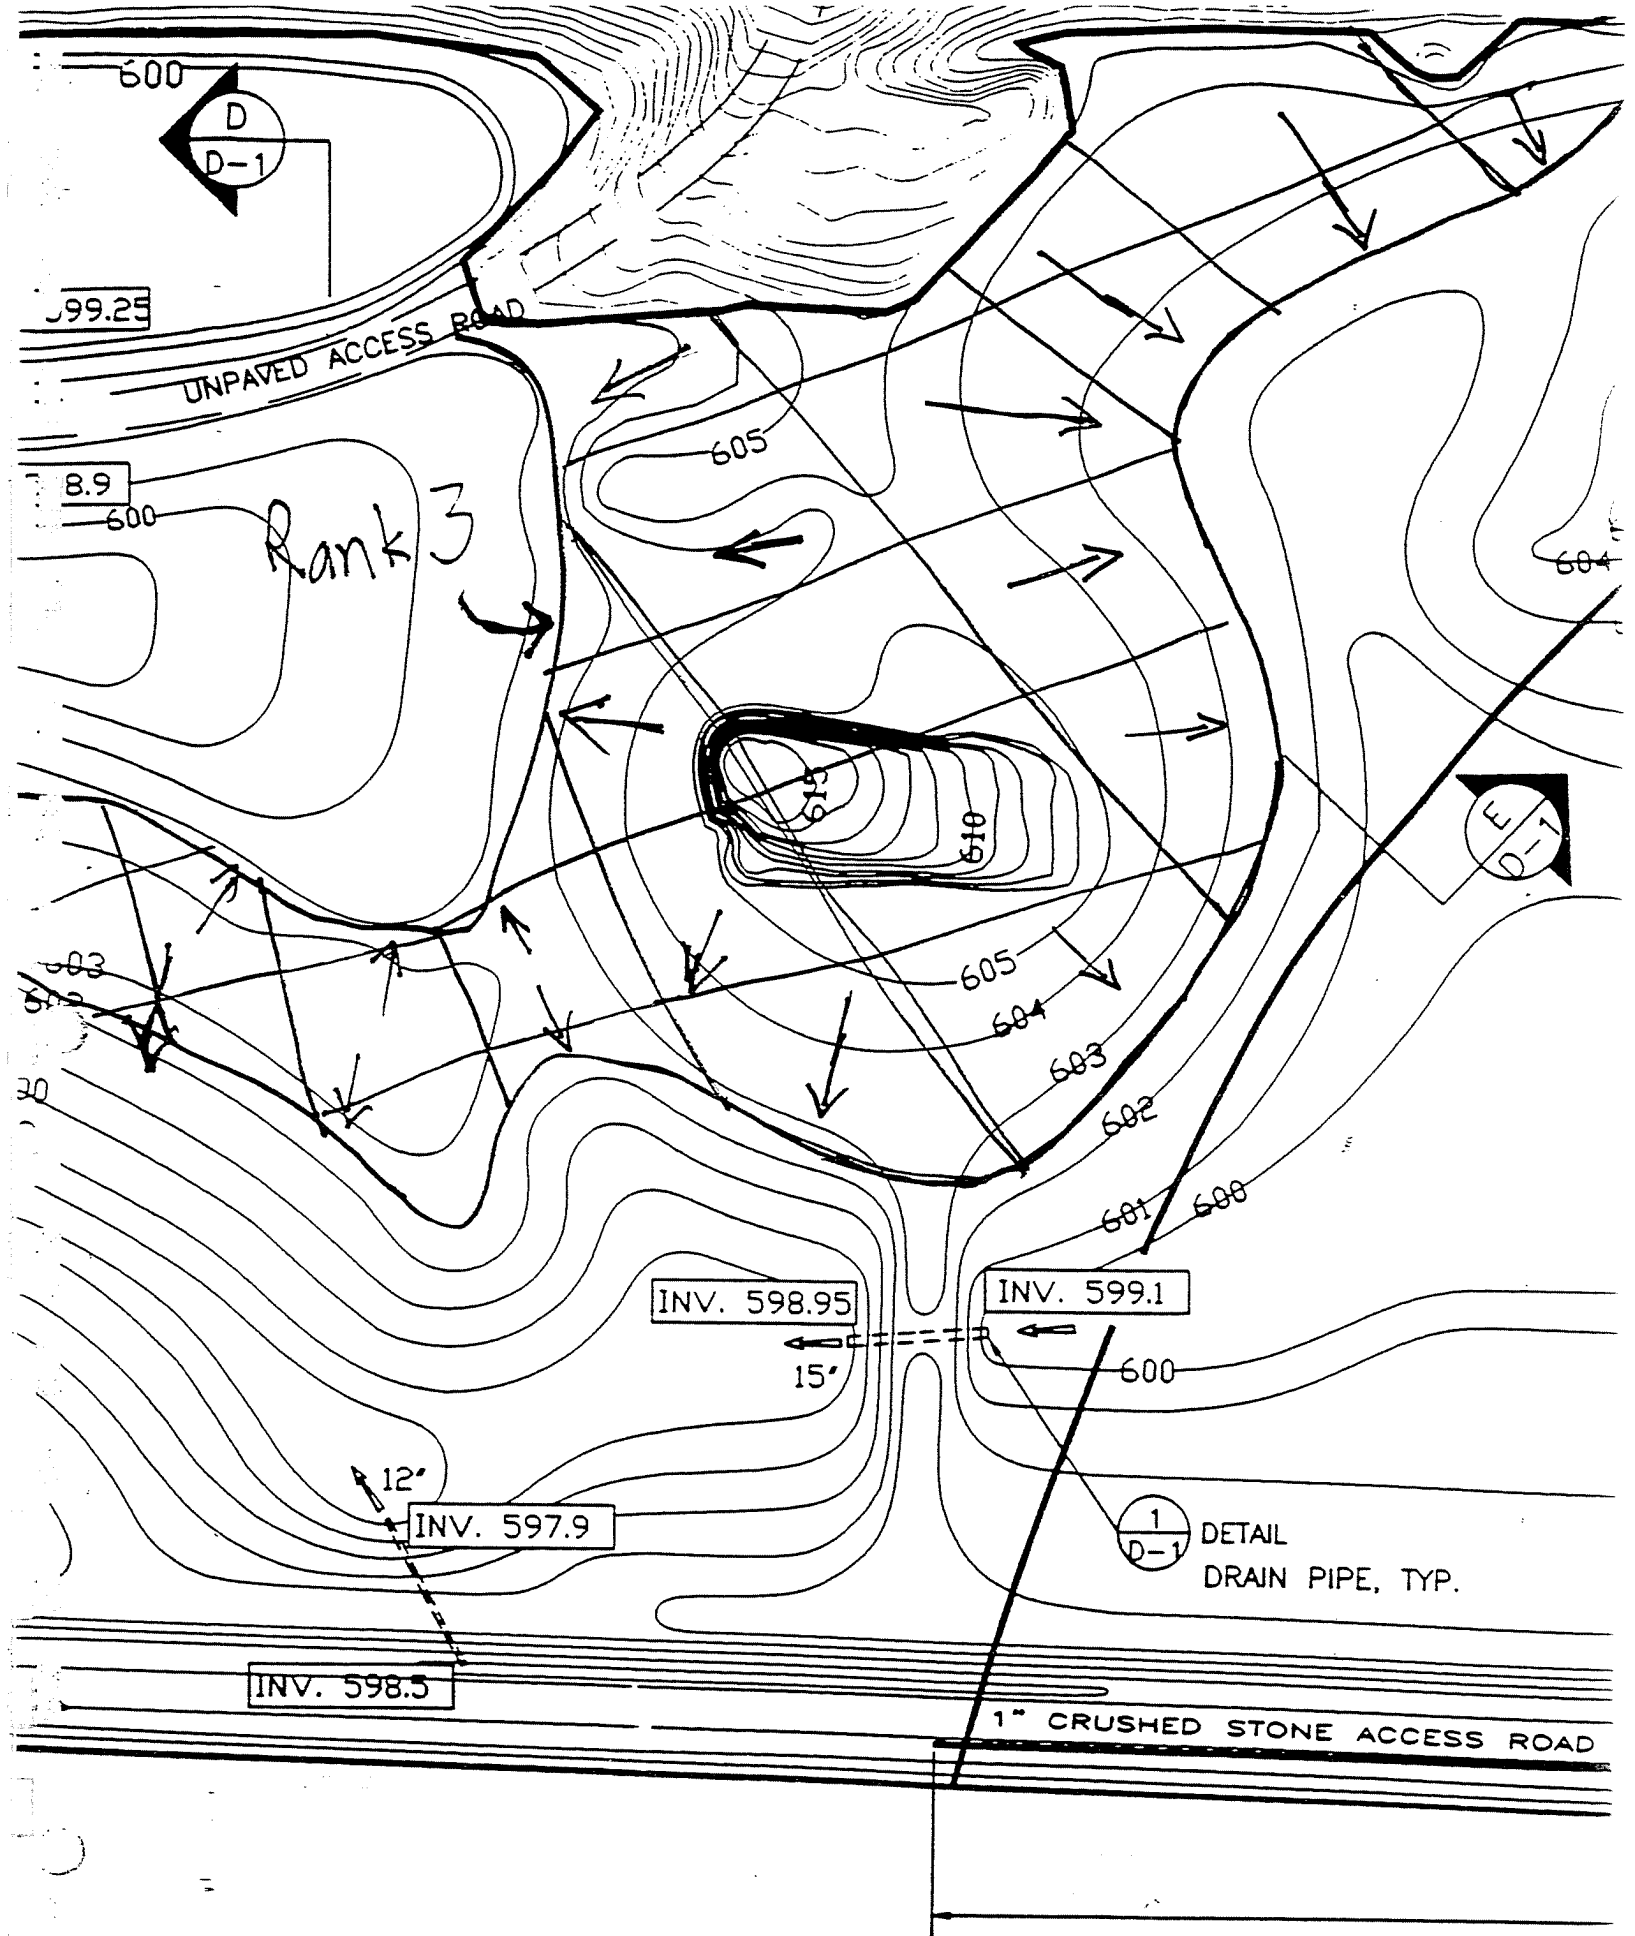 600
D
D-1
599.25
UNPAVED ACCESS ROAD
605
8.9
600
Rank 3
604
615
610
E
D-1
603
605
604
603
602
601
600
INV. 598.95
INV. 599.1
15"
600
12"
INV. 597.9
1
D-1
DETAIL
DRAIN PIPE, TYP.
INV. 598.5
1" CRUSHED STONE ACCESS ROAD